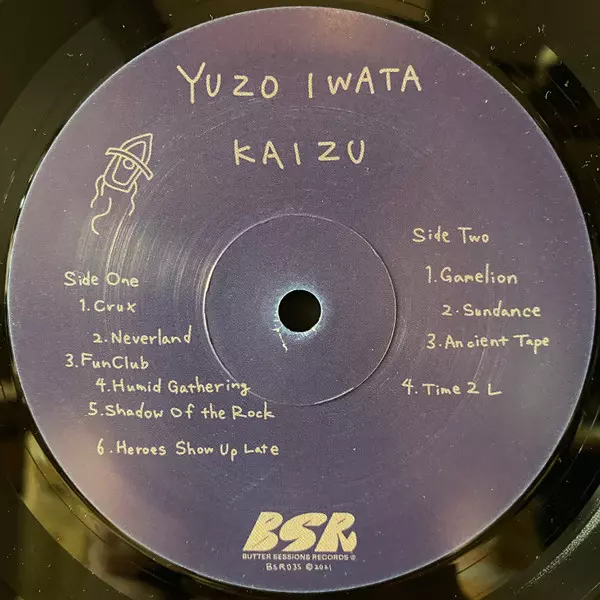 YUZO IWATA
KAIZU
Side One
1.Crux
2.Neverland
3.FunClub
4.Humid Gathering
5.Shadow Of the Rock
6.Heroes Show Up Late
Side Two
1.Gamelion
2.Sundance
3.Ancient Tape
4.Time 2 L
BSR
BUTTER SESSIONS RECORDS ®
BSR035 ©2021